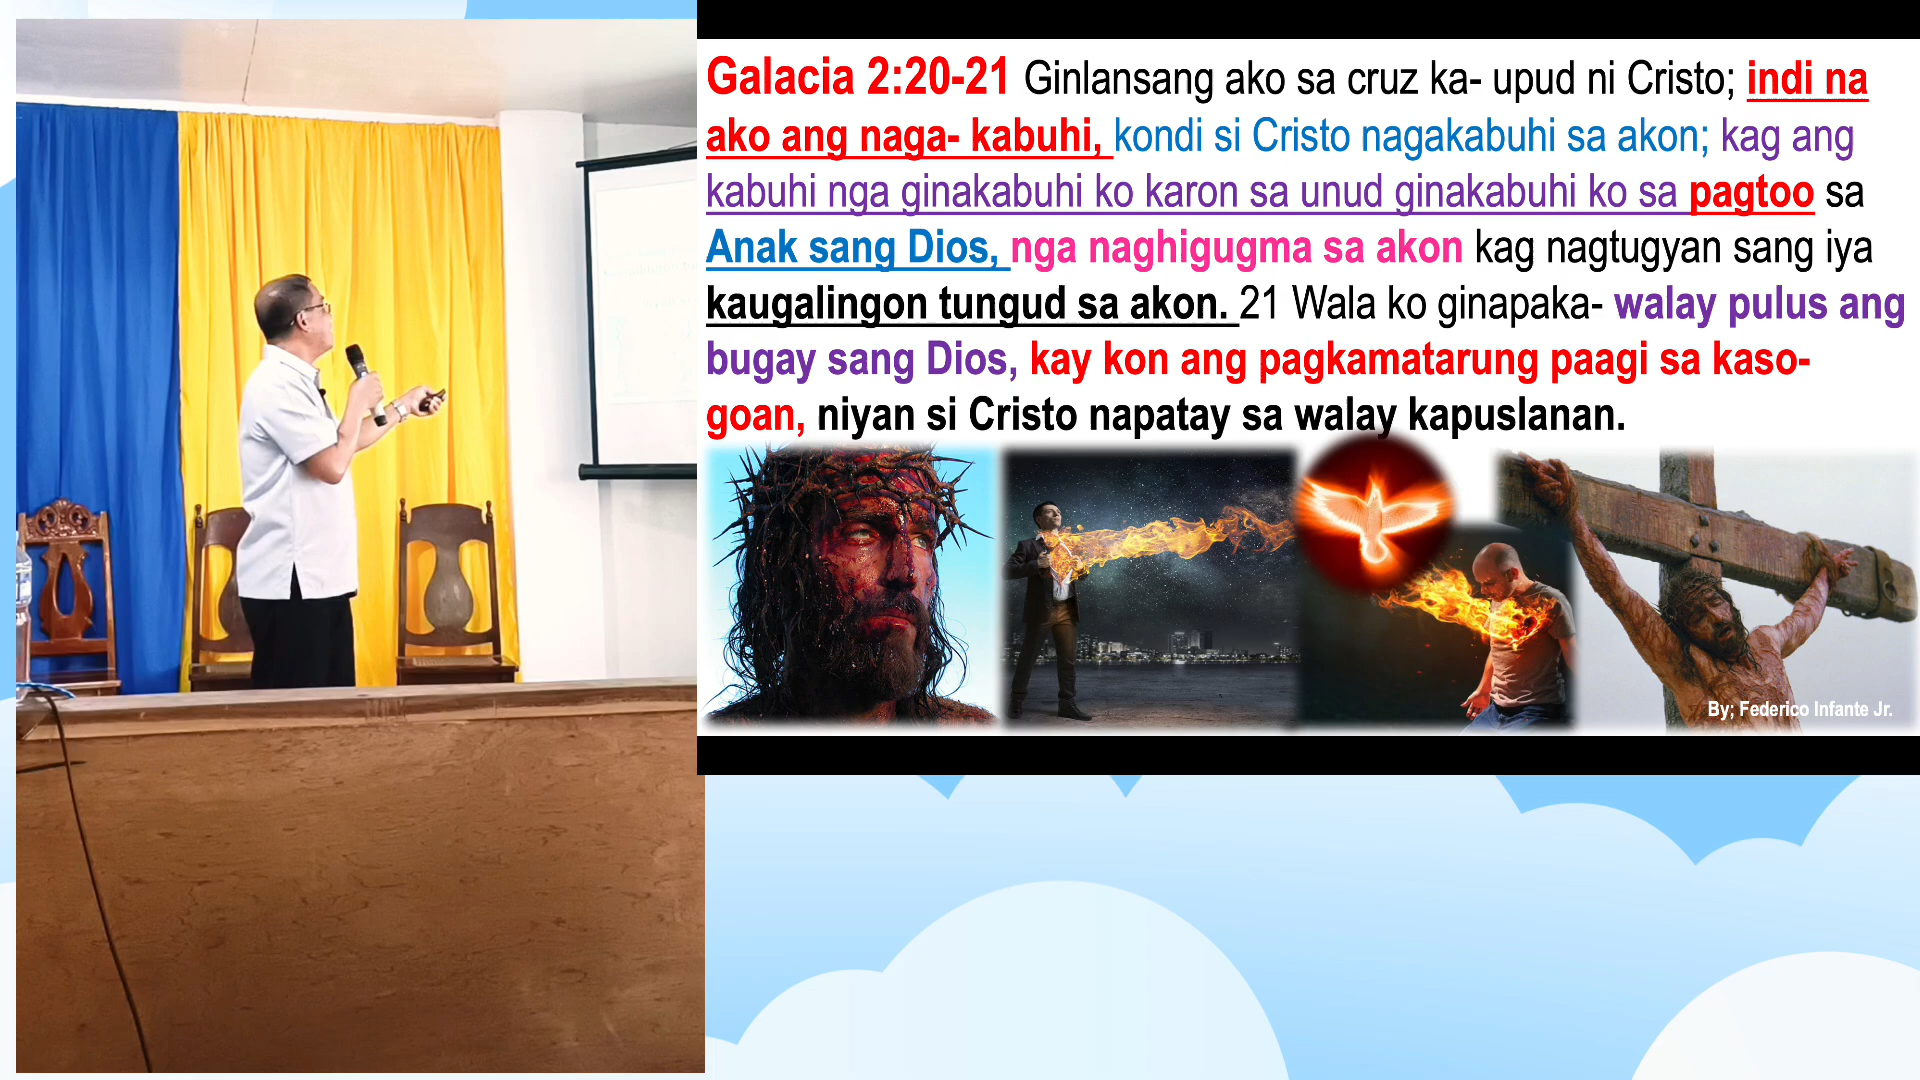 Galacia 2:20-21 Ginlansang ako sa cruz ka- upud ni Cristo; indi na
ako ang naga- kabuhi, kondi si Cristo nagakabuhi sa akon; kag ang
kabuhi nga ginakabuhi ko karon sa unud ginakabuhi ko sa pagtoo sa
Anak sang Dios, nga naghigugma sa akon kag nagtugyan sang iya
kaugalingon tungud sa akon. 21 Wala ko ginapaka- walay pulus ang
bugay sang Dios, kay kon ang pagkamatarung paagi sa kaso-
goan, niyan si Cristo napatay sa walay kapuslanan.
By; Federico Infante Jr.